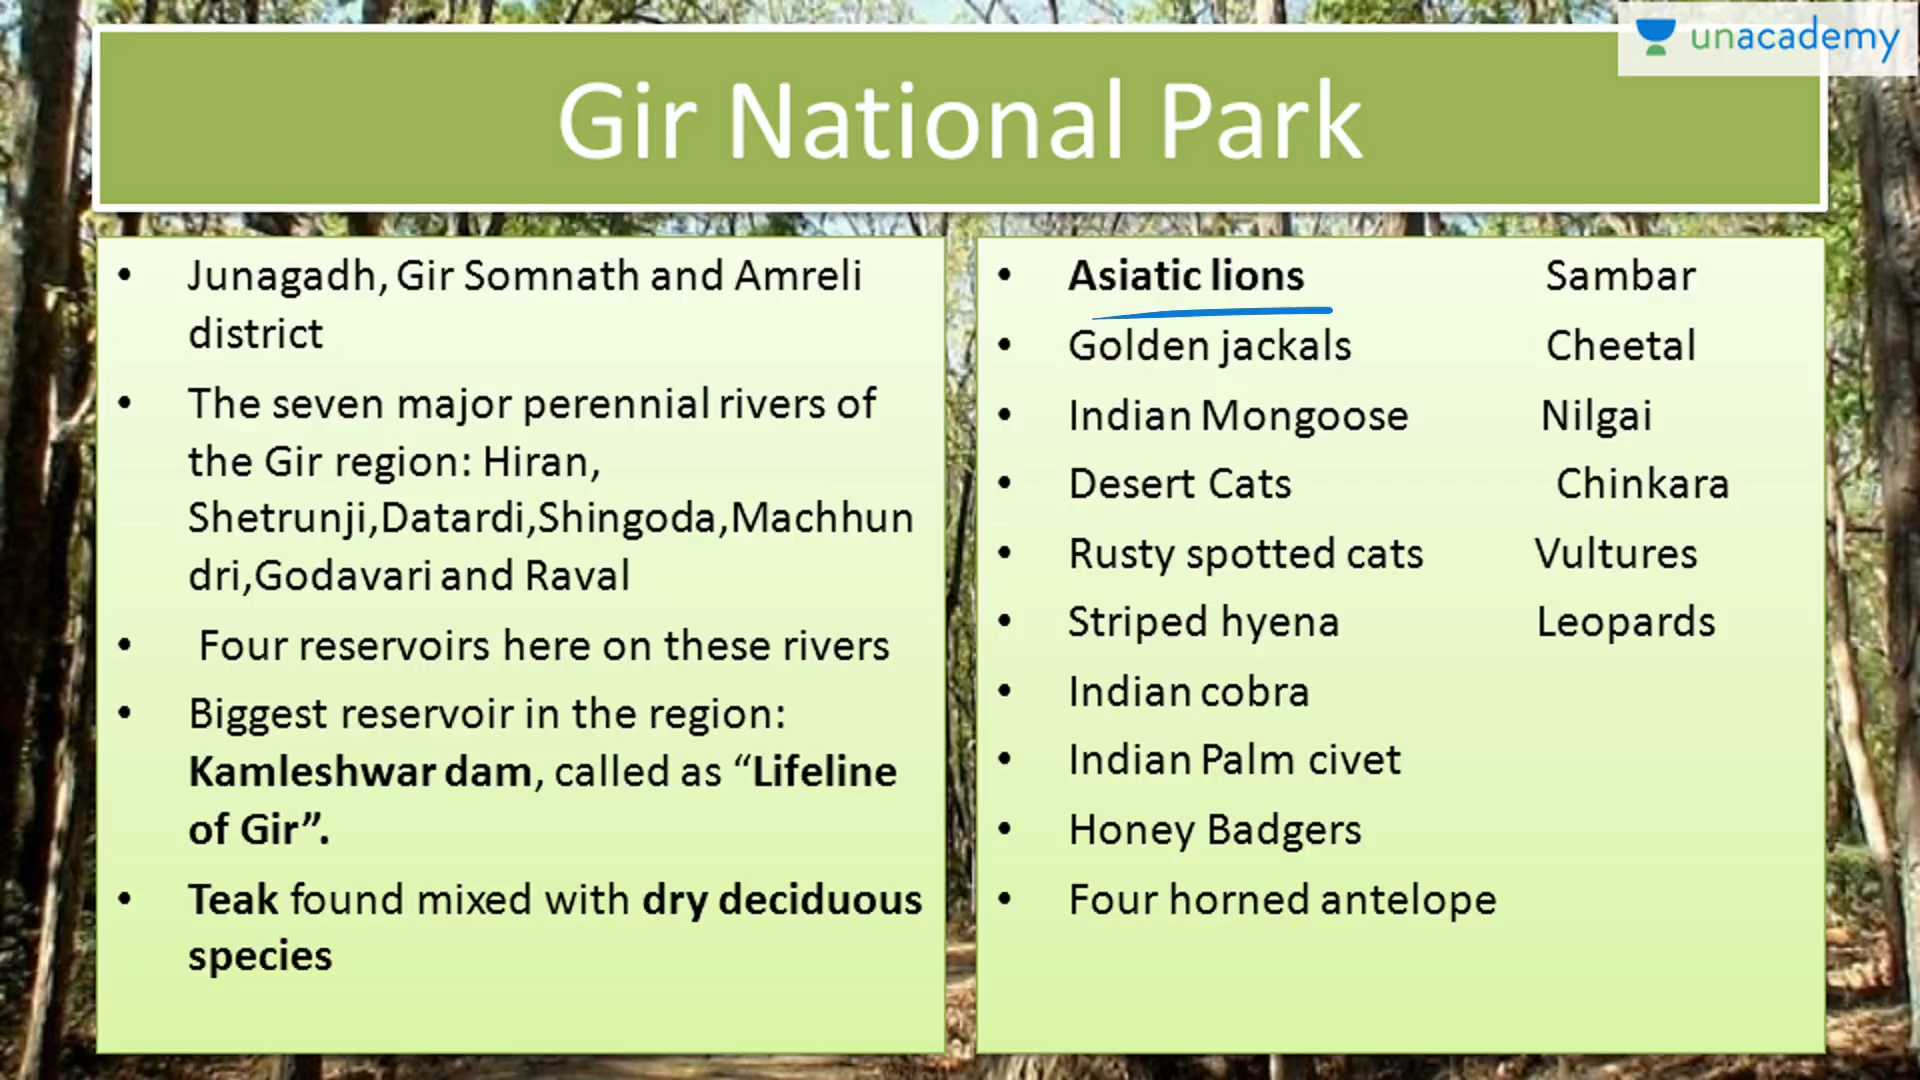 unacademy
Gir National Park
• Junagadh, Gir Somnath and Amreli
district
• The seven major perennial rivers of
the Gir region: Hiran,
Shetrunji,Datardi,Shingoda,Machhun
dri,Godavari and Raval
• Four reservoirs here on these rivers
• Biggest reservoir in the region:
Kamleshwar dam, called as “Lifeline
of Gir”.
• Teak found mixed with dry deciduous
species
• Asiatic lions Sambar
• Golden jackals Cheetal
• Indian Mongoose Nilgai
• Desert Cats Chinkara
• Rusty spotted cats Vultures
• Striped hyena Leopards
• Indian cobra
• Indian Palm civet
• Honey Badgers
• Four horned antelope